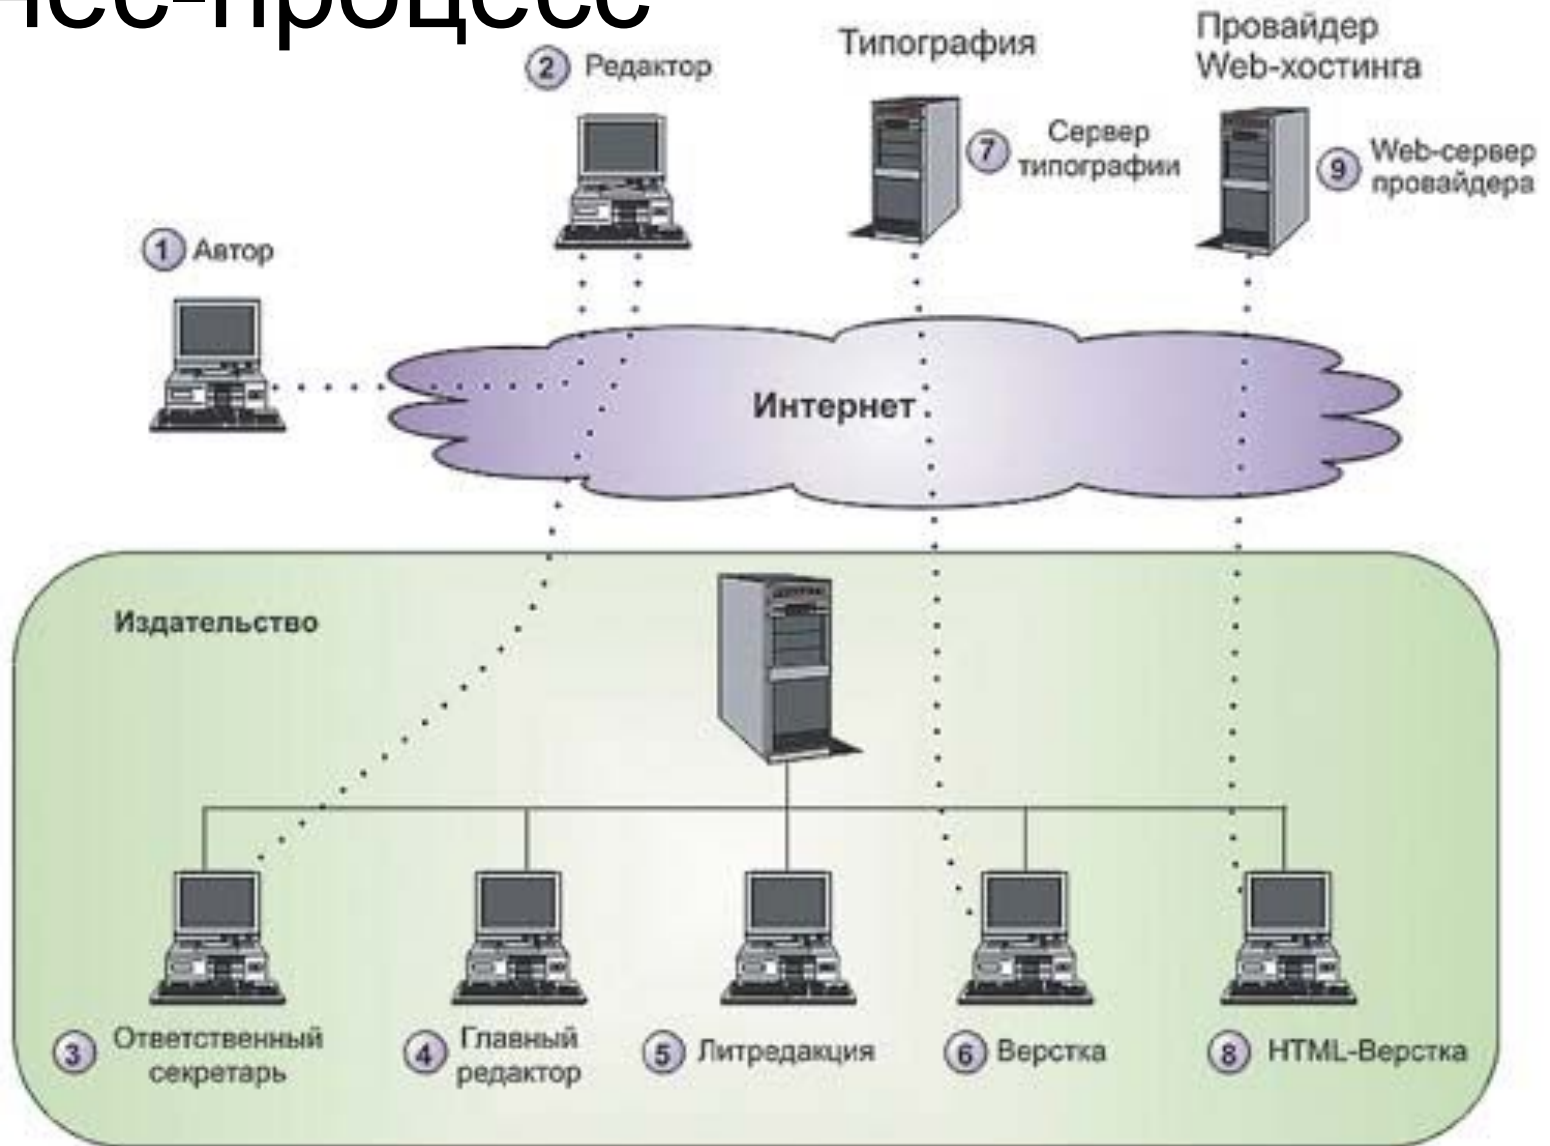 нес-процесс
2 Редактор
Типография
Провайдер
Web-хостинга
7 Сервер
типографии
9 Web-сервер
провайдера
1 Автор
Интернет
Издательство
3 Ответственный
секретарь
4 Главный
редактор
5 Литредакция
6 Верстка
8 HTML-Верстка